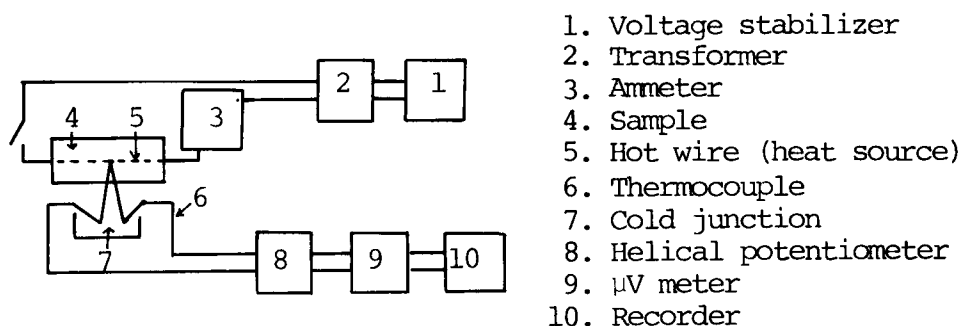 2
1
3
4
5
6
7
8
9
10
1. Voltage stabilizer
2. Transformer
3. Ammeter
4. Sample
5. Hot wire (heat source)
6. Thermocouple
7. Cold junction
8. Helical potentiometer
9. μV meter
10. Recorder